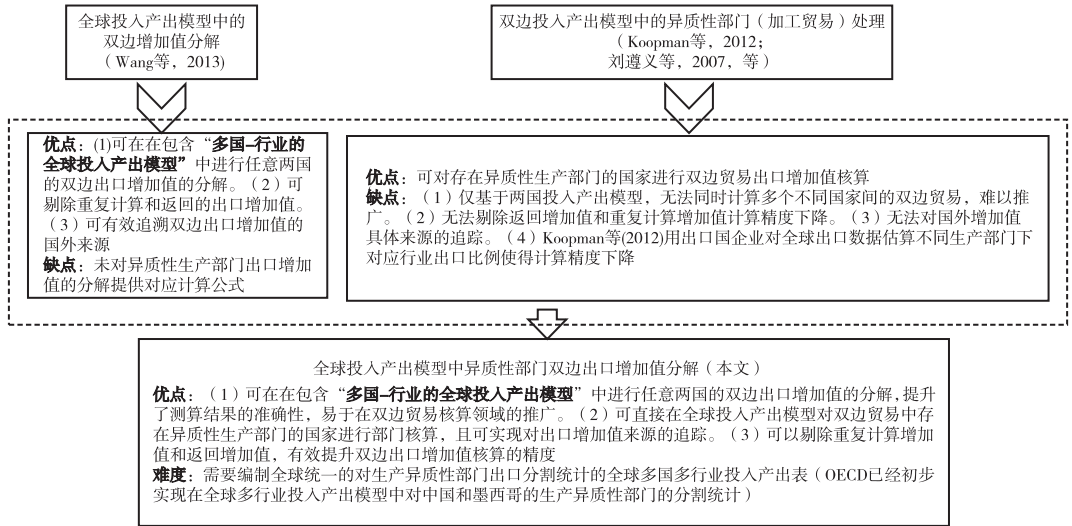 全球投入产出模型中的
双边增加值分解
（Wang等，2013)
双边投入产出模型中的异质性部门（加工贸易）处理
（Koopman等，2012；
刘遵义等，2007，等）
优点：(1)可在在包含“多国–行业的
全球投入产出模型”中进行任意两国
的双边出口增加值的分解。（2）可
剔除重复计算和返回的出口增加值。
（3）可有效追溯双边出口增加值的
国外来源
缺点：未对异质性生产部门出口增加
值的分解提供对应计算公式
优点：可对存在异质性生产部门的国家进行双边贸易出口增加值核算
缺点：（1）仅基于两国投入产出模型，无法同时计算多个不同国家间的双边贸易，难以推
广。（2）无法剔除返回增加值和重复计算增加值计算精度下降。（3）无法对国外增加值
具体来源的追踪。（4）Koopman等(2012)用出口国企业对全球出口数据估算不同生产部门下
对应行业出口比例使得计算精度下降
全球投入产出模型中异质性部门双边出口增加值分解（本文）
优点：（1）可在在包含“多国–行业的全球投入产出模型”中进行任意两国的双边出口增加值的分解，提升
了测算结果的准确性，易于在双边贸易核算领域的推广。（2）可直接在全球投入产出模型对双边贸易中存
在异质性生产部门的国家进行部门核算，且可实现对出口增加值来源的追踪。（3）可以剔除重复计算增加
值和返回增加值，有效提升双边出口增加值核算的精度
难度：需要编制全球统一的对生产异质性部门出口分割统计的全球多国多行业投入产出表（OECD已经初步
实现在全球多行业投入产出模型中对中国和墨西哥的生产异质性部门的分割统计）